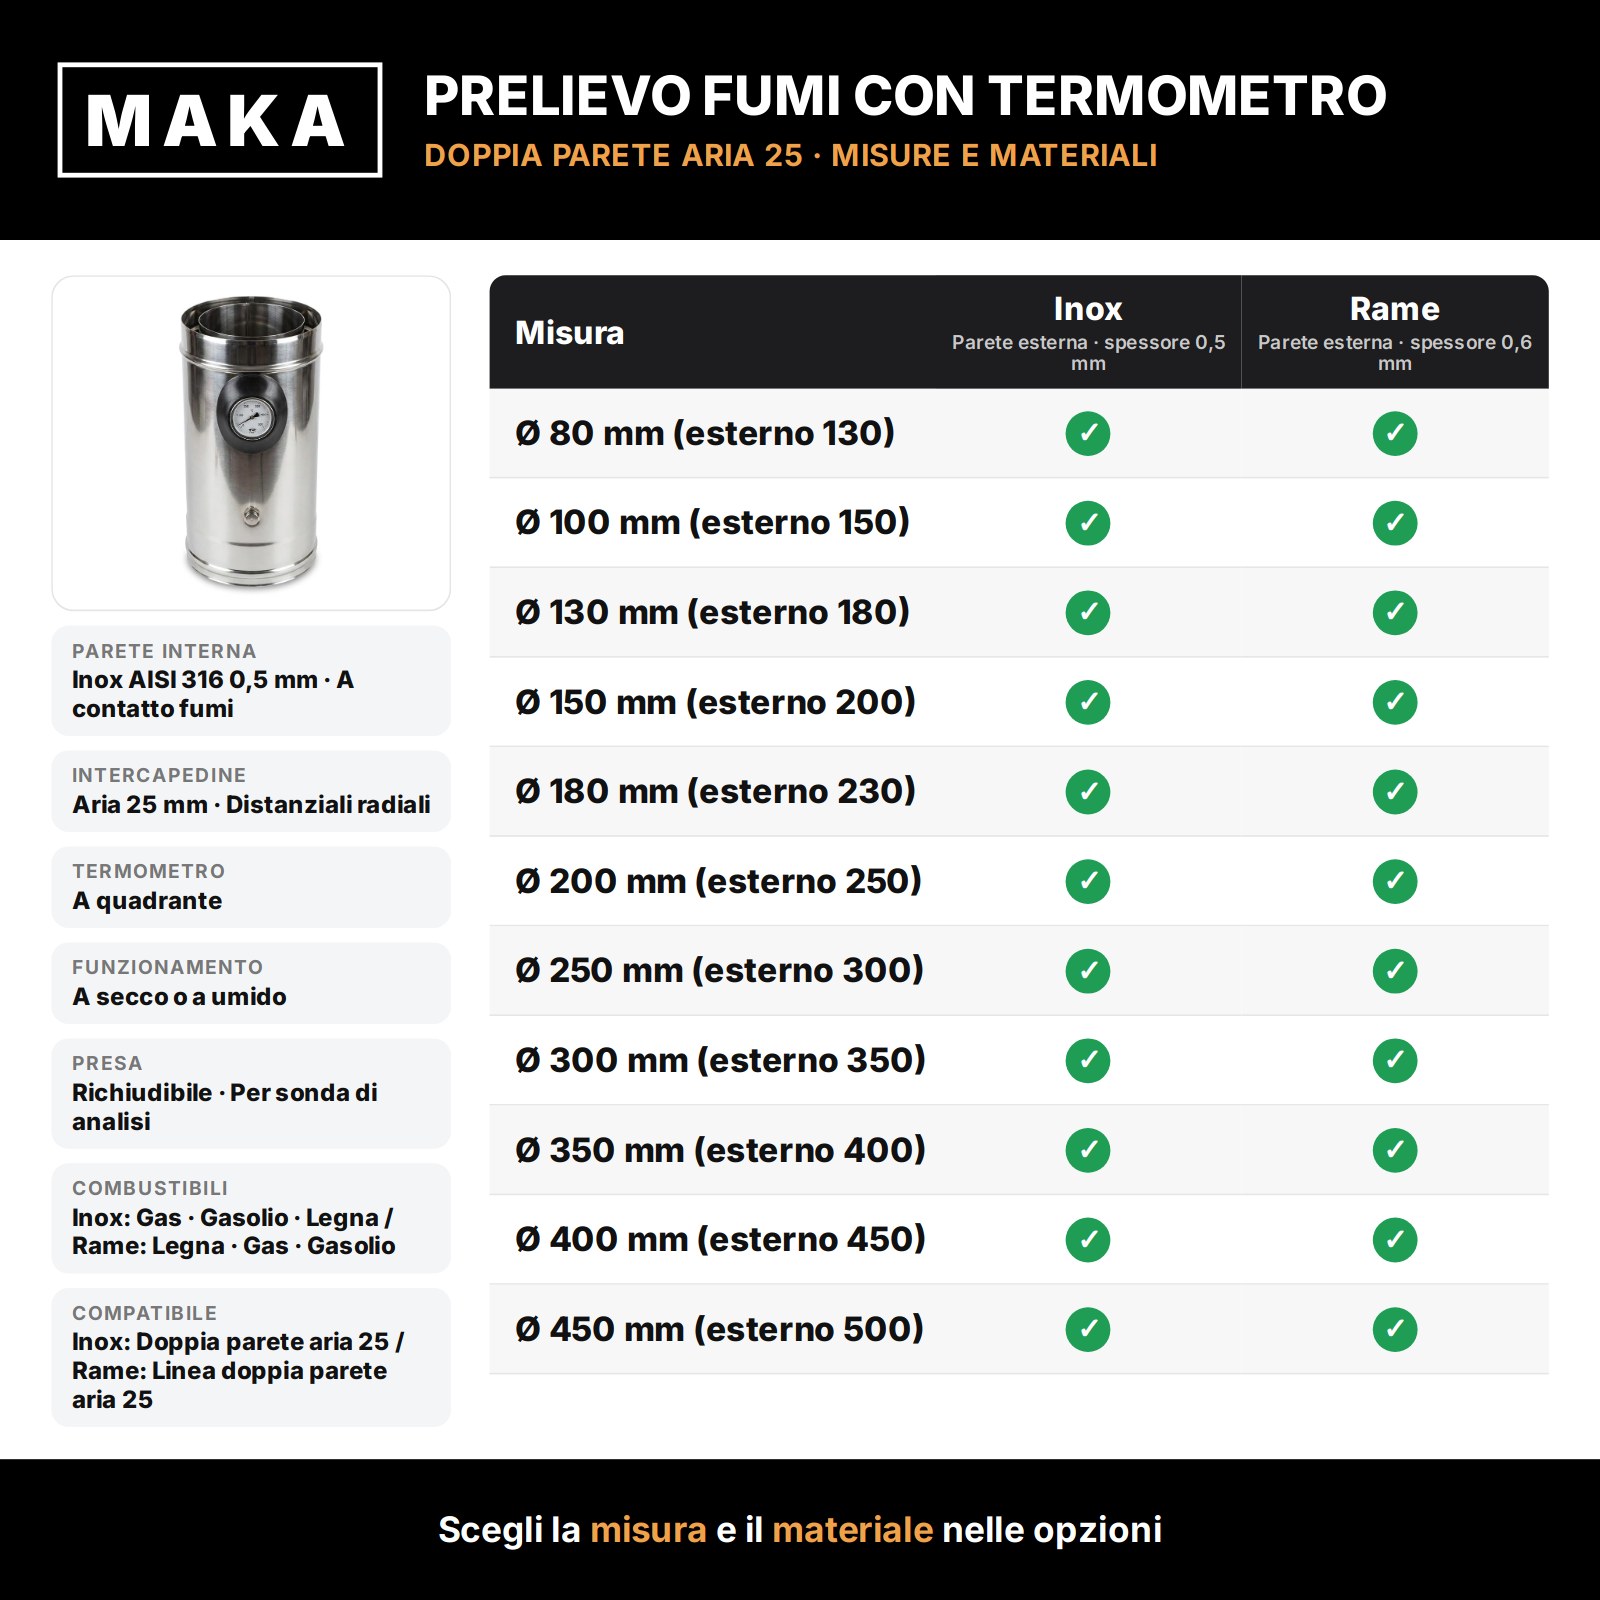 MAKA
PRELIEVO FUMI CON TERMOMETRO
DOPPIA PARETE ARIA 25 · MISURE E MATERIALI
PARETE INTERNA
Inox AISI 316 0,5 mm · A
contatto fumi
INTERCAPEDINE
Aria 25 mm · Distanziali radiali
TERMOMETRO
A quadrante
FUNZIONAMENTO
A secco o a umido
PRESA
Richiudibile · Per sonda di
analisi
COMBUSTIBILI
Inox: Gas · Gasolio · Legna /
Rame: Legna · Gas · Gasolio
COMPATIBILE
Inox: Doppia parete aria 25 /
Rame: Linea doppia parete
aria 25
Misura
Inox
Parete esterna · spessore 0,5
mm
Rame
Parete esterna · spessore 0,6
mm
Ø 80 mm (esterno 130) ✓ ✓
Ø 100 mm (esterno 150) ✓ ✓
Ø 130 mm (esterno 180) ✓ ✓
Ø 150 mm (esterno 200) ✓ ✓
Ø 180 mm (esterno 230) ✓ ✓
Ø 200 mm (esterno 250) ✓ ✓
Ø 250 mm (esterno 300) ✓ ✓
Ø 300 mm (esterno 350) ✓ ✓
Ø 350 mm (esterno 400) ✓ ✓
Ø 400 mm (esterno 450) ✓ ✓
Ø 450 mm (esterno 500) ✓ ✓
Scegli la misura e il materiale nelle opzioni